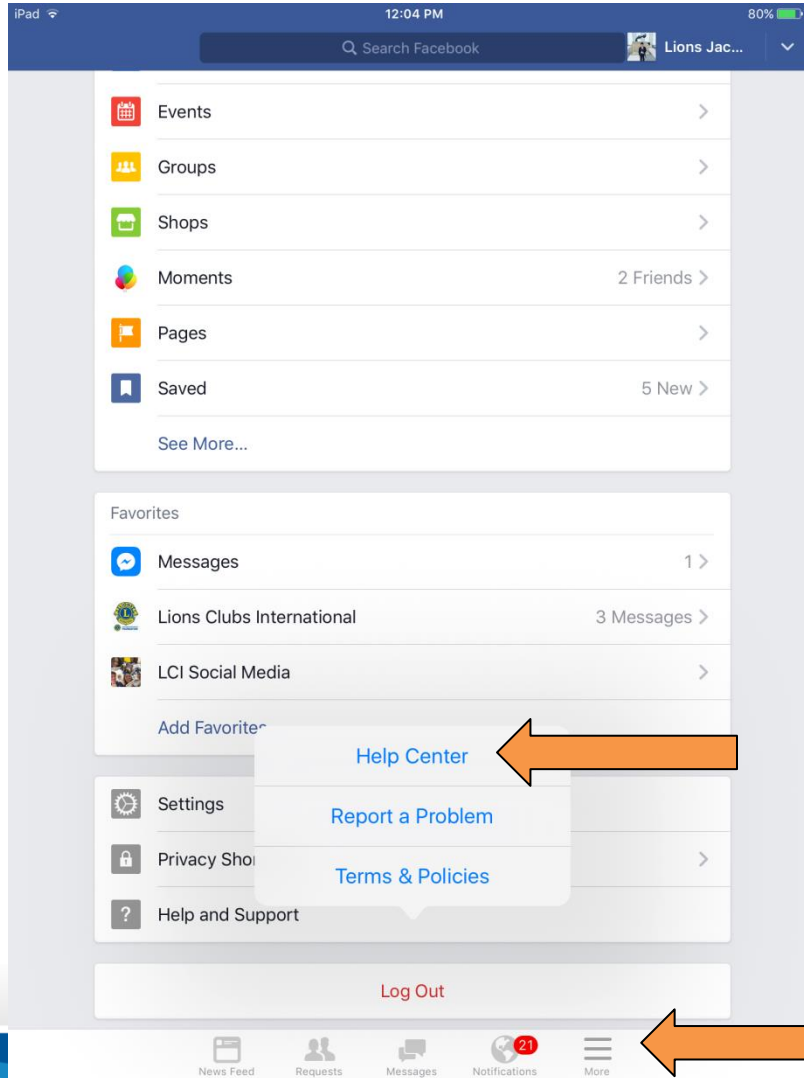 iPad 12:04 PM 80%
Search Facebook Lions Jac...
Events
Groups
Shops
Moments 2 Friends
Pages
Saved 5 New
See More...
Favorites
Messages 1
Lions Clubs International 3 Messages
LCI Social Media
Add Favorites
Help Center
Settings
Report a Problem
Privacy Sho
Terms & Policies
? Help and Support
Log Out
21
News Feed Requests Messages Notifications More